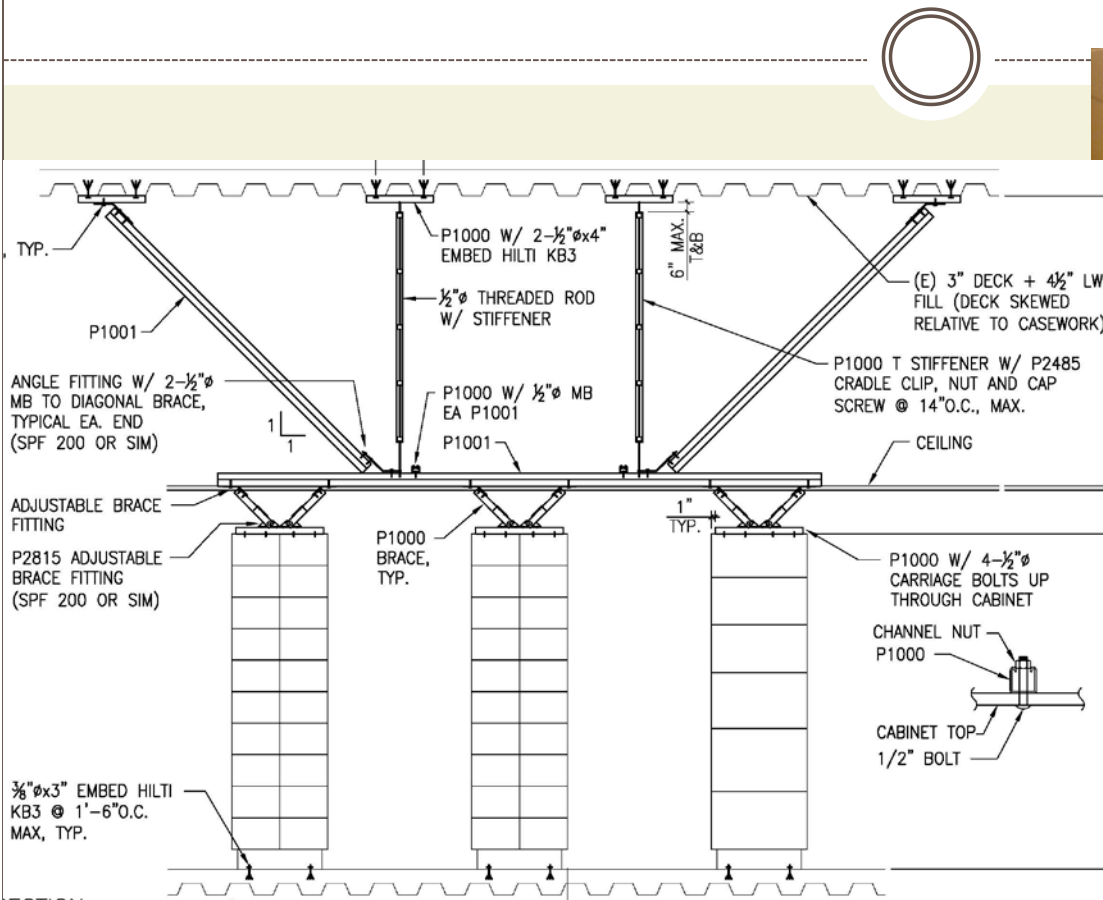 , TYP.
P1001
ANGLE FITTING W/ 2-½"ø
MB TO DIAGONAL BRACE,
TYPICAL EA. END
(SPF 200 OR SIM)
ADJUSTABLE BRACE
FITTING
P2815 ADJUSTABLE
BRACE FITTING
(SPF 200 OR SIM)
⅜"øx3" EMBED HILTI
KB3 @ 1'-6"O.C.
MAX, TYP.
1
1
P1000 W/ 2-½"øx4"
EMBED HILTI KB3
½"ø THREADED ROD
W/ STIFFENER
P1000 W/ ½"ø MB
EA P1001
P1001
P1000
BRACE,
TYP.
6" MAX.
T&B
1"
TYP.
(E) 3" DECK + 4½" LW
FILL (DECK SKEWED
RELATIVE TO CASEWORK)
P1000 T STIFFENER W/ P2485
CRADLE CLIP, NUT AND CAP
SCREW @ 14"O.C., MAX.
CEILING
P1000 W/ 4-½"ø
CARRIAGE BOLTS UP
THROUGH CABINET
CHANNEL NUT
P1000
CABINET TOP
1/2" BOLT